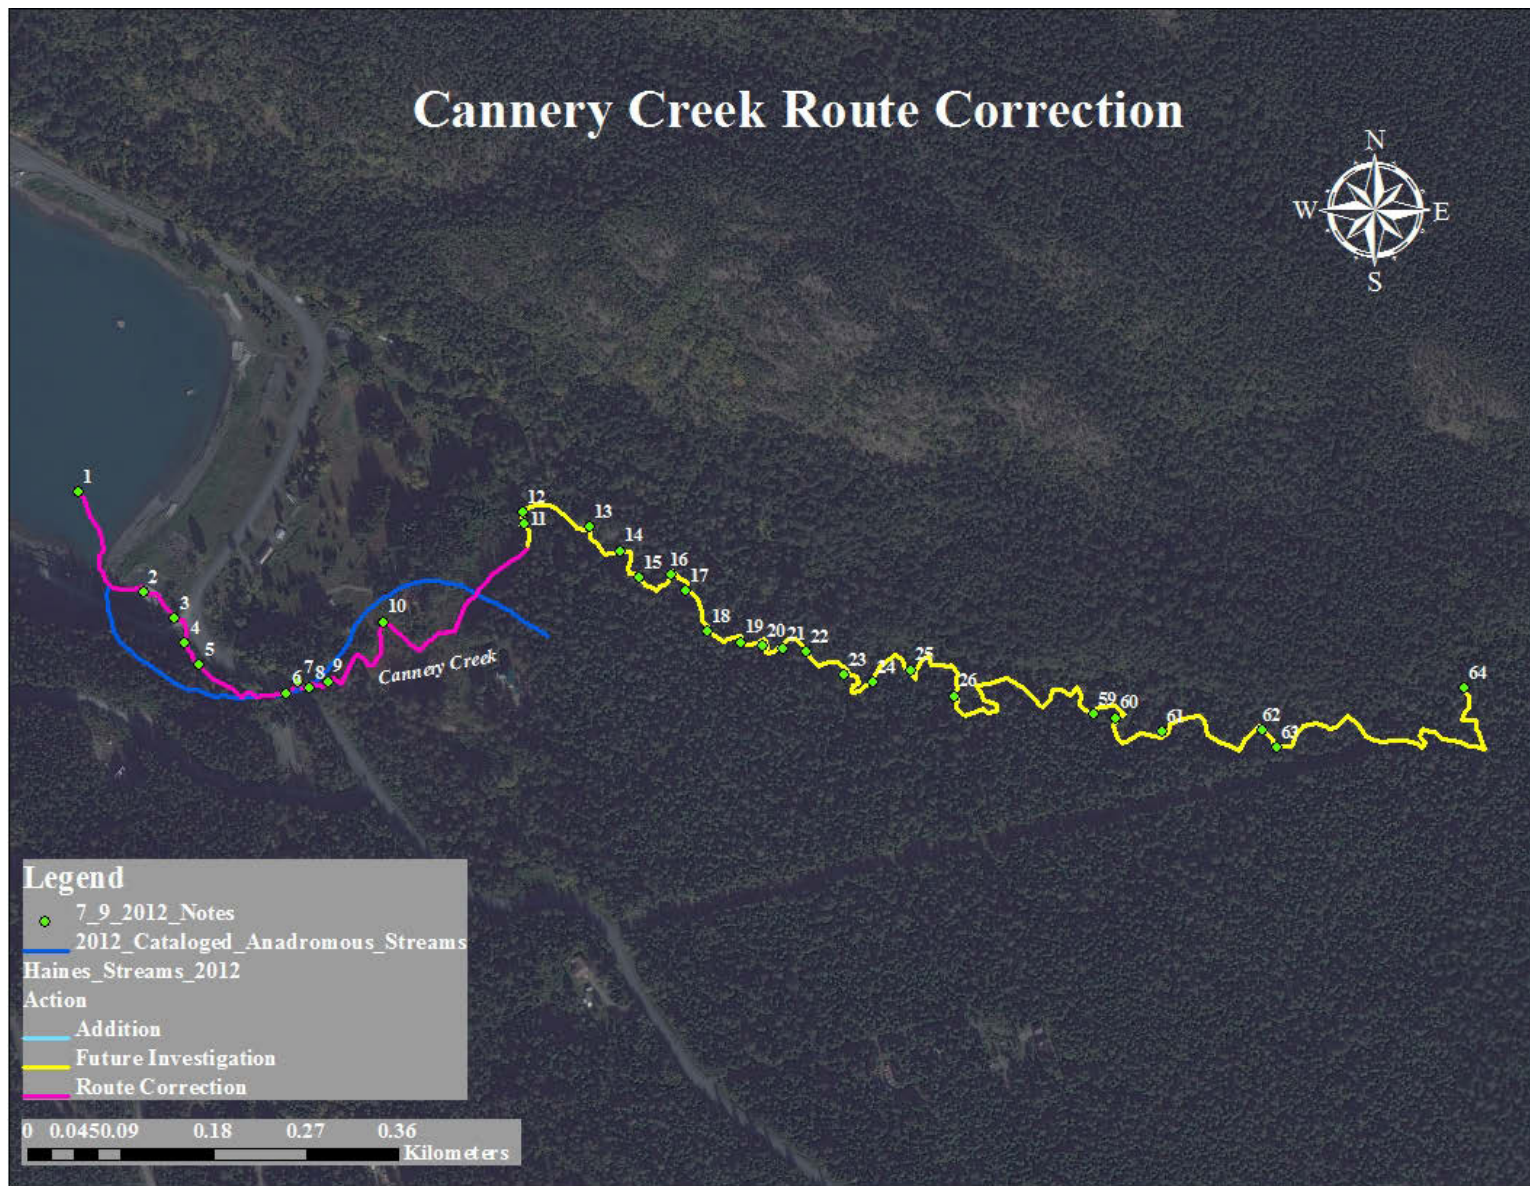 Cannery Creek Route Correction
N
W E
S
1
2
3
4
5
6
7
8
9
10
Cannery Creek
11
12
13
14
15
16
17
18
19
20
21
22
23
24
25
26
59
60
61
62
63
64
Legend
7_9_2012_Notes
2012_Cataloged_Anadromous_Streams
Haines_Streams_2012
Action
Addition
Future Investigation
Route Correction
0 0.045 0.09 0.18 0.27 0.36
Kilometers